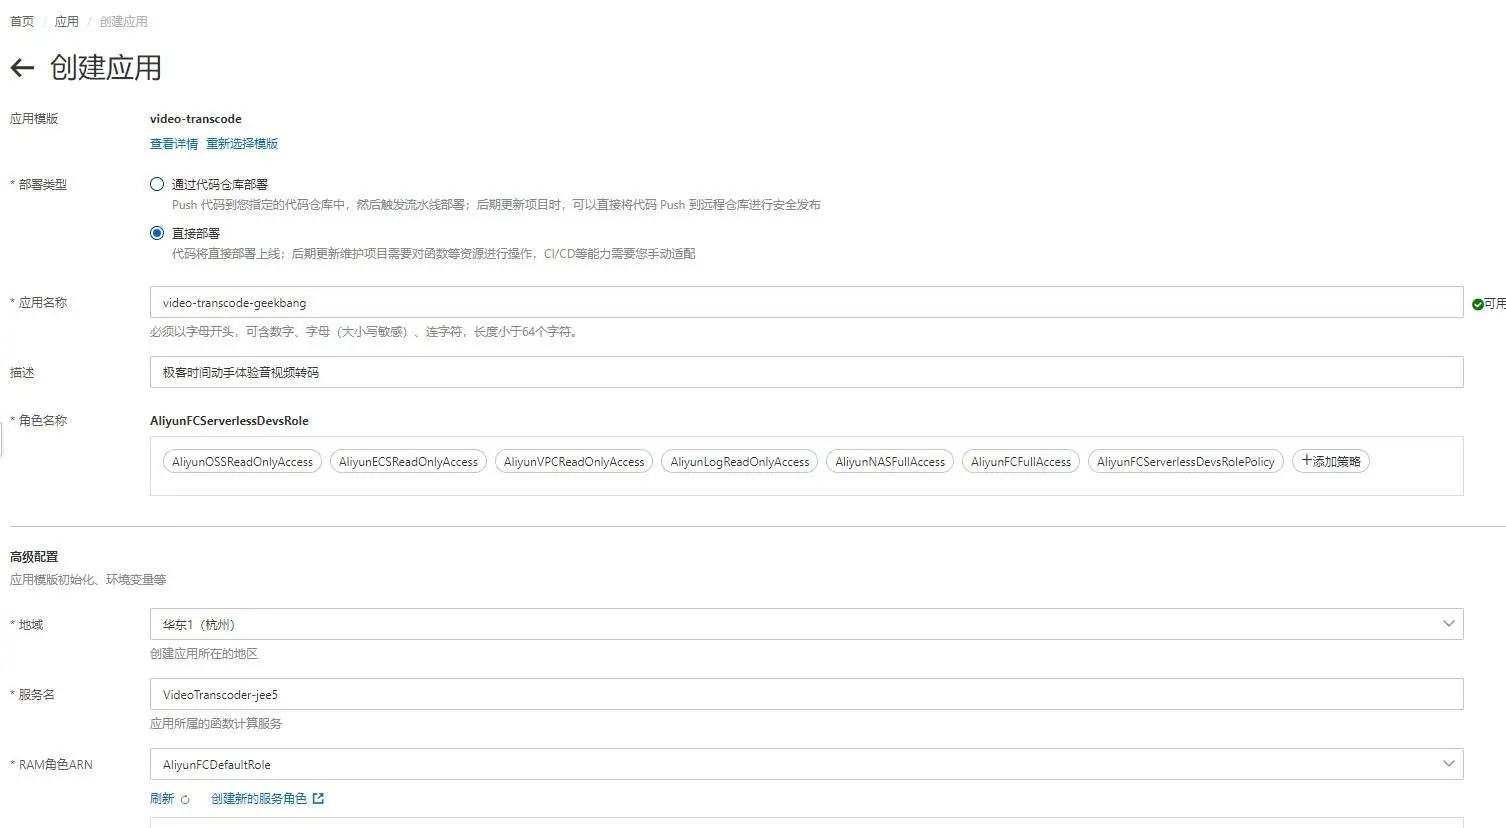 首页 / 应用 / 创建应用
← 创建应用
应用模版 video-transcode
查看详情 重新选择模版
* 部署类型 通过代码仓库部署
Push 代码到您指定的代码仓库中，然后触发流水线部署；后期更新项目时，可以直接将代码 Push 到远程仓库进行安全发布
直接部署
代码将直接部署上线；后期更新维护项目需要对函数等资源进行操作，CI/CD等能力需要您手动适配
* 应用名称 video-transcode-geekbang 可用
必须以字母开头，可含数字、字母（大小写敏感）、连字符，长度小于64个字符。
描述 极客时间动手体验音视频转码
* 角色名称 AliyunFCServerlessDevsRole
AliyunOSSReadOnlyAccess AliyunECSReadOnlyAccess AliyunVPCReadOnlyAccess AliyunLogReadOnlyAccess AliyunNASFullAccess AliyunFCFullAccess AliyunFCServerlessDevsRolePolicy +添加策略
高级配置
应用模版初始化、环境变量等
* 地域 华东1（杭州）
创建应用所在的地区
* 服务名 VideoTranscoder-jee5
应用所属的函数计算服务
* RAM角色ARN AliyunFCDefaultRole
刷新 创建新的服务角色